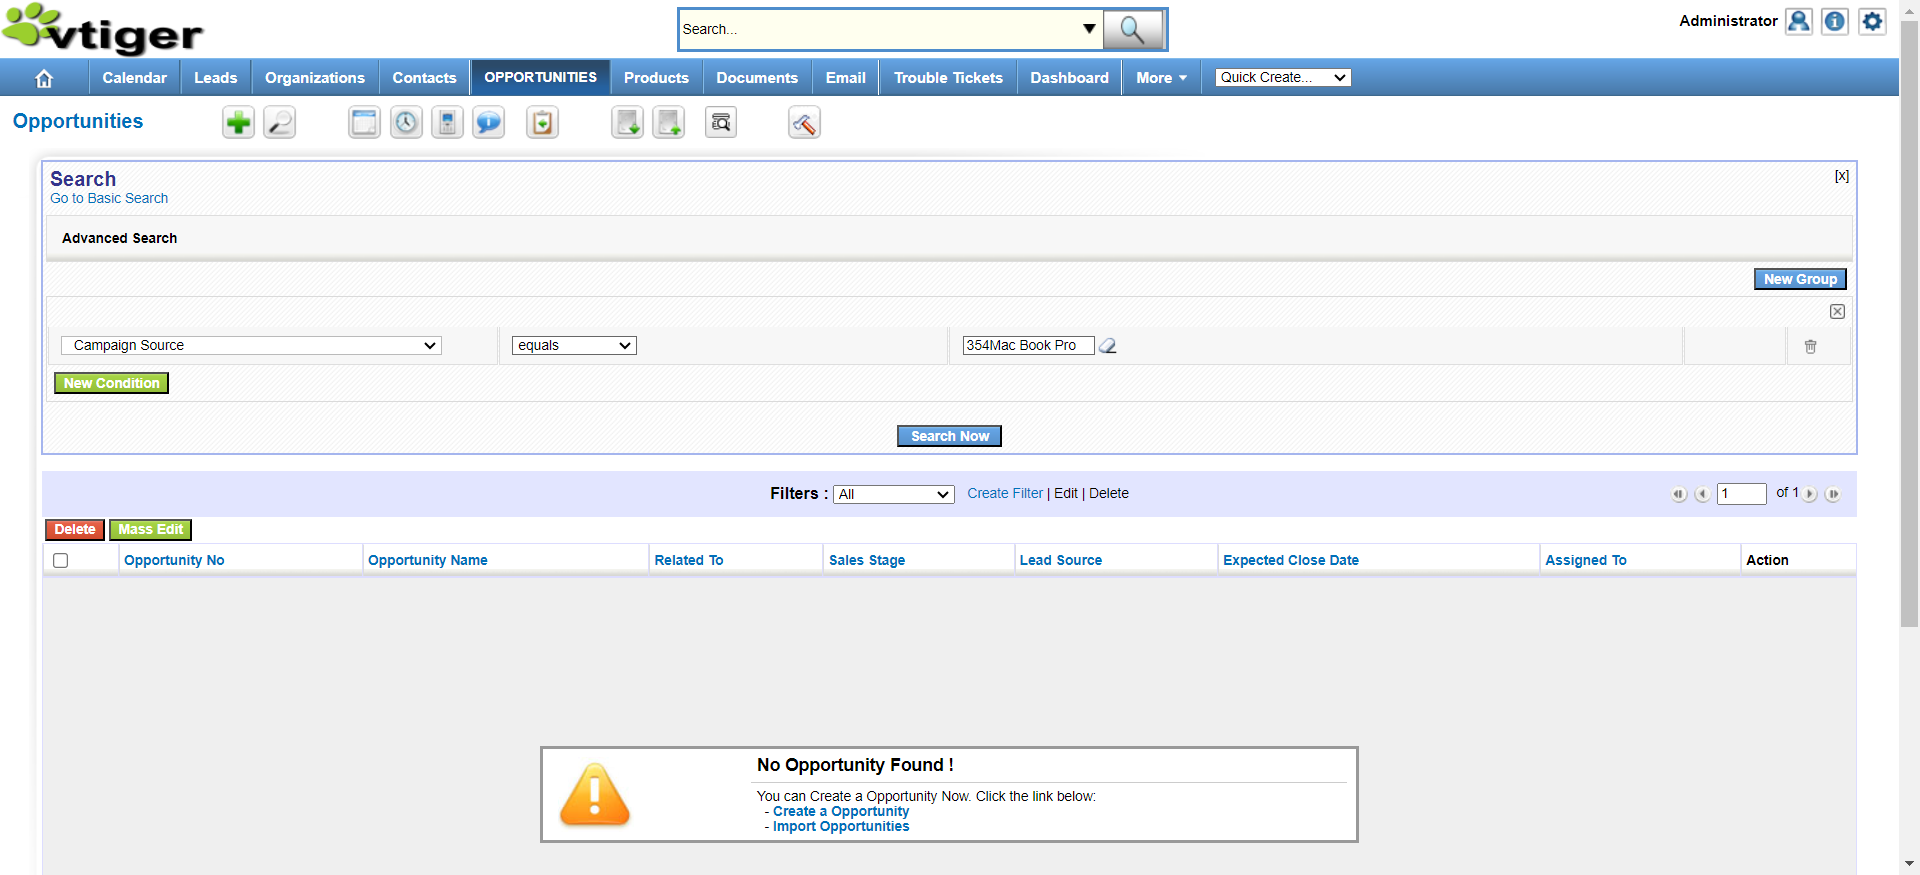 vtiger
Search...
Administrator
Calendar Leads Organizations Contacts OPPORTUNITIES Products Documents Email Trouble Tickets Dashboard More Quick Create...
Opportunities
Search
[x]
Go to Basic Search
Advanced Search
New Group
Campaign Source equals 354Mac Book Pro
New Condition
Search Now
Filters : All Create Filter | Edit | Delete 1 of 1
Delete Mass Edit
Opportunity No Opportunity Name Related To Sales Stage Lead Source Expected Close Date Assigned To Action
No Opportunity Found !
You can Create a Opportunity Now. Click the link below:
- Create a Opportunity
- Import Opportunities